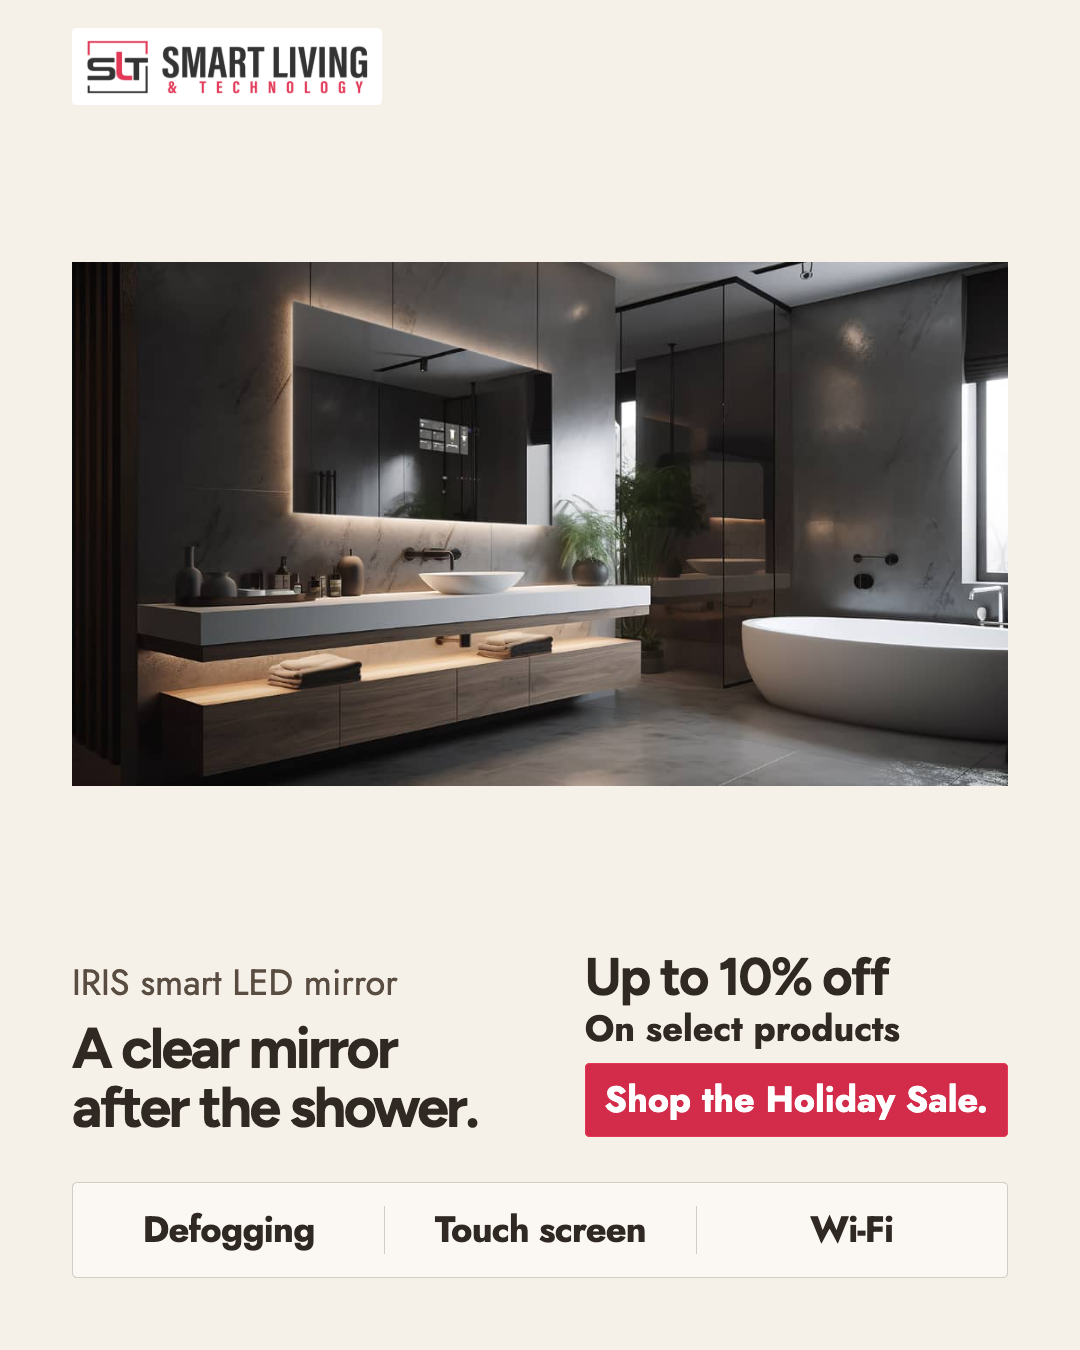 SLT SMART LIVING
& TECHNOLOGY
IRIS smart LED mirror
A clear mirror
after the shower.
Up to 10% off
On select products
Shop the Holiday Sale.
Defogging
Touch screen
Wi-Fi